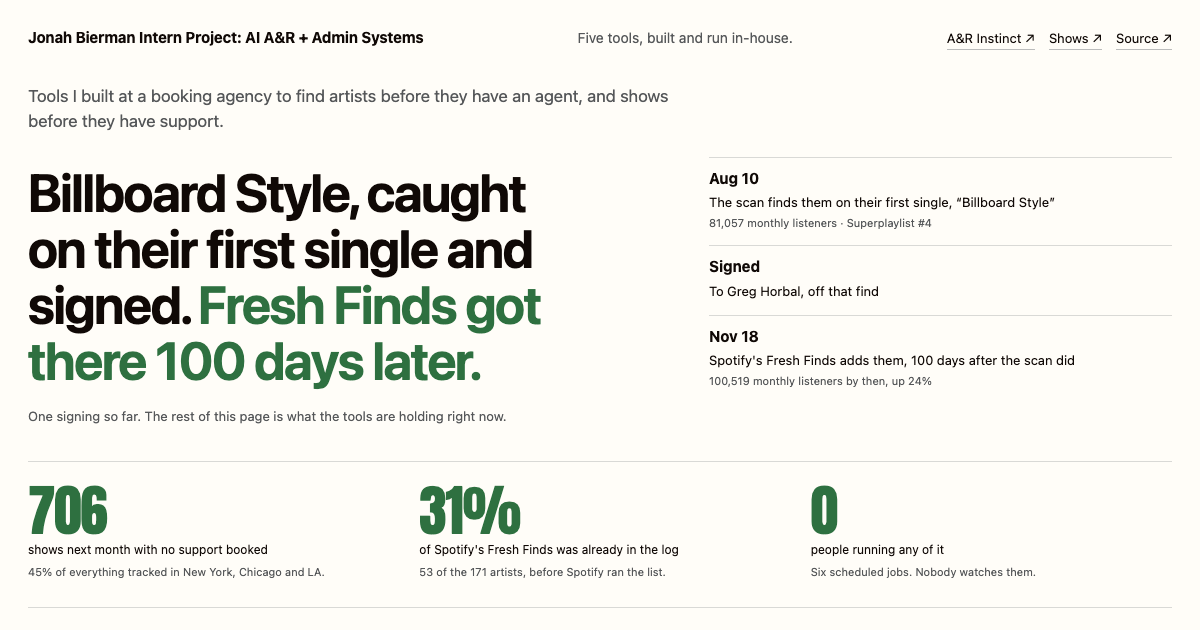 Jonah Bierman Intern Project: AI A&R + Admin Systems
Five tools, built and run in-house.
A&R Instinct ↗
Shows ↗
Source ↗
Tools I built at a booking agency to find artists before they have an agent, and shows
before they have support.
Billboard Style, caught
on their first single and
signed. Fresh Finds got
there 100 days later.
One signing so far. The rest of this page is what the tools are holding right now.
Aug 10
The scan finds them on their first single, “Billboard Style”
81,057 monthly listeners · Superplaylist #4
Signed
To Greg Horbal, off that find
Nov 18
Spotify's Fresh Finds adds them, 100 days after the scan did
100,519 monthly listeners by then, up 24%
706
shows next month with no support booked
45% of everything tracked in New York, Chicago and LA.
31%
of Spotify's Fresh Finds was already in the log
53 of the 171 artists, before Spotify ran the list.
0
people running any of it
Six scheduled jobs. Nobody watches them.